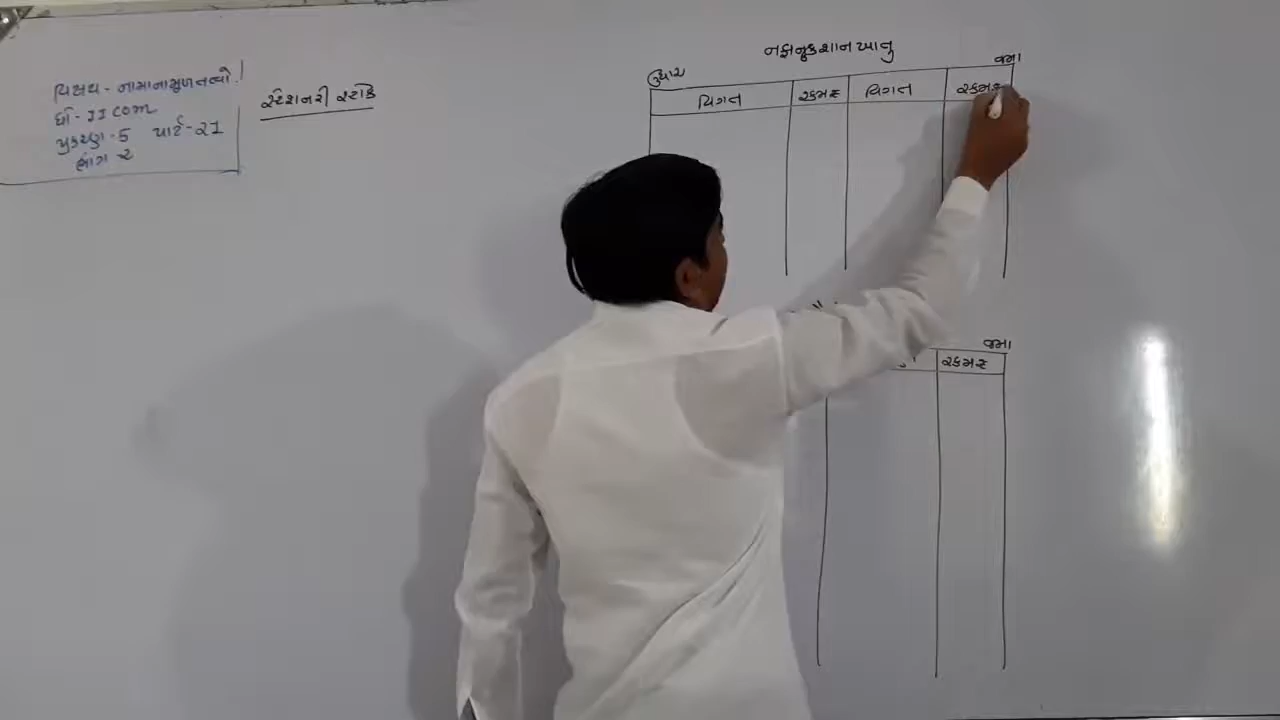 વિષય - નામાના મૂળતત્વો.
ધો - 11 COM
પ્રકરણ - 5 પાર્ટ - 21
ભાગ ૨
સ્ટેશનરી સ્ટોક
નફાનુકશાન ખાતુ
ઉધાર જમા
વિગત રકમ રૂ વિગત રકમ રૂ
જમા
રકમ રૂ